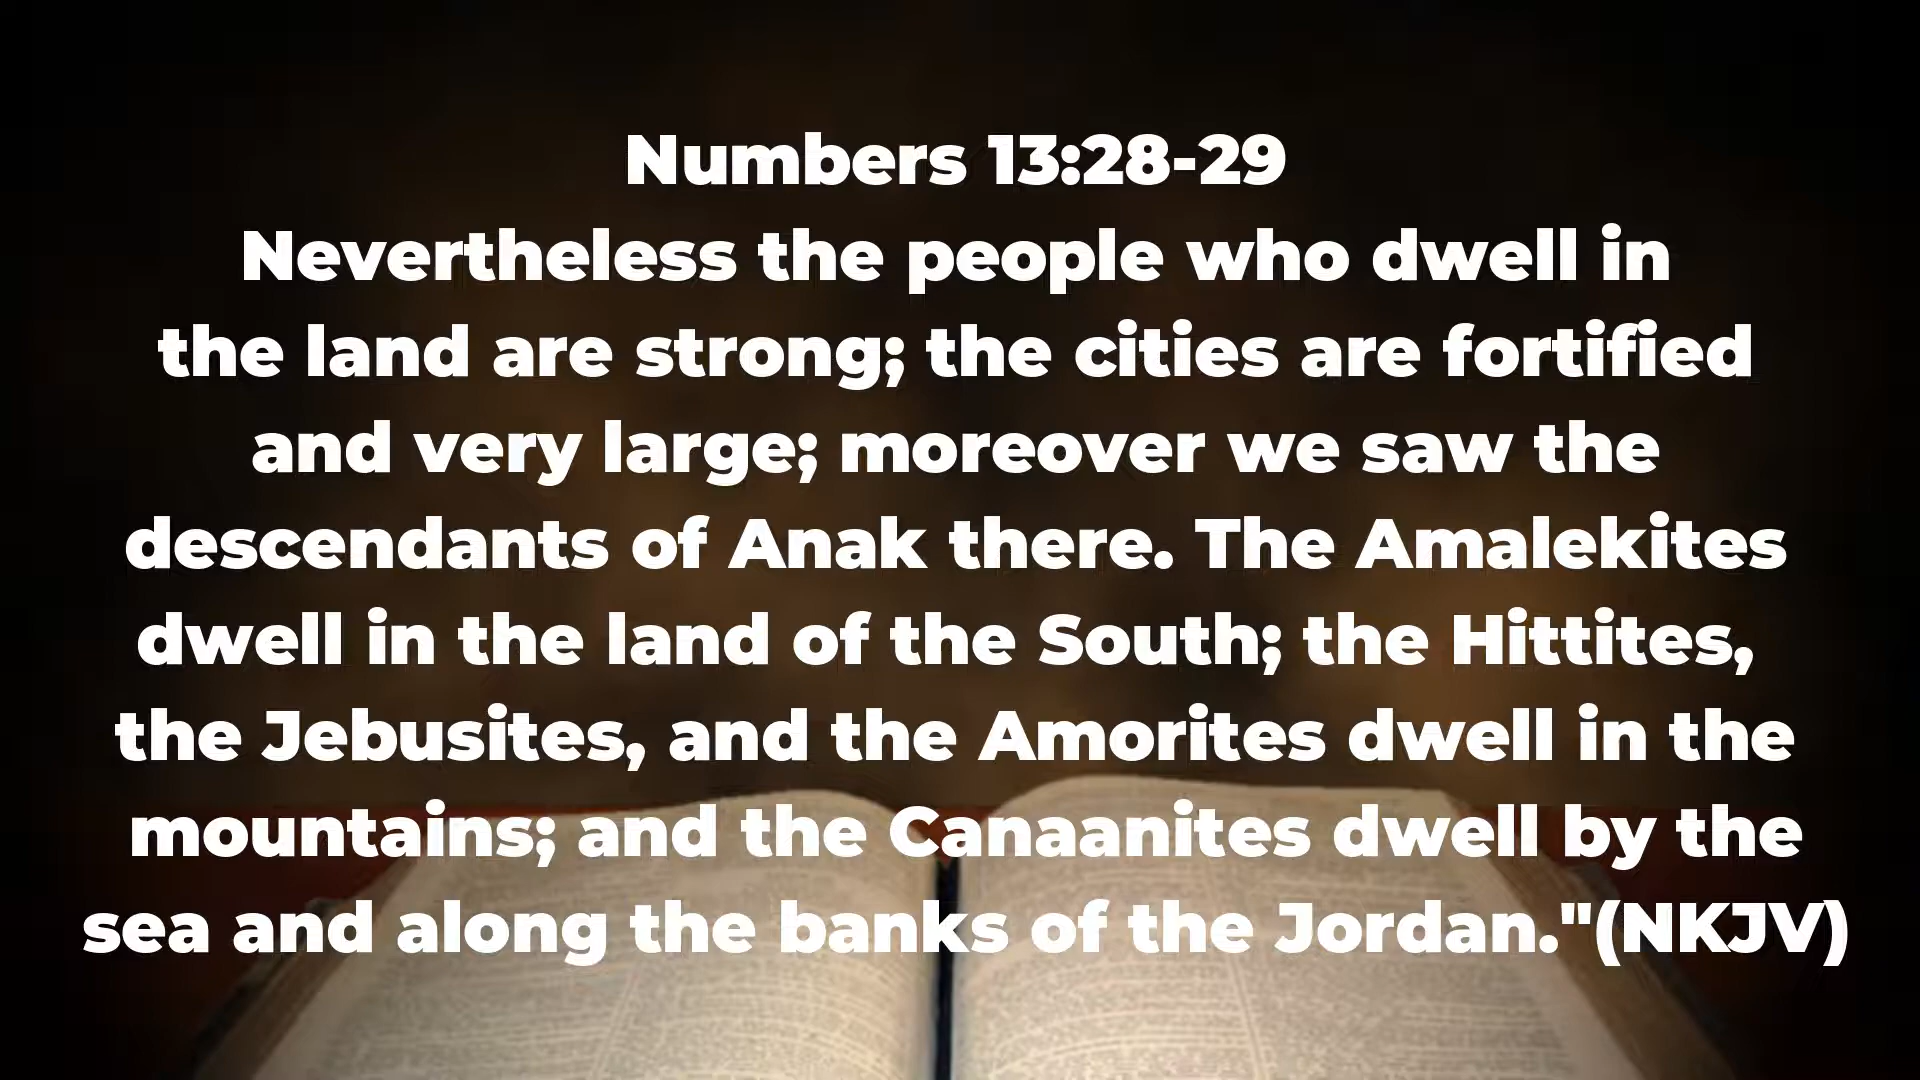 Numbers 13:28-29
Nevertheless the people who dwell in
the land are strong; the cities are fortified
and very large; moreover we saw the
descendants of Anak there. The Amalekites
dwell in the land of the South; the Hittites,
the Jebusites, and the Amorites dwell in the
mountains; and the Canaanites dwell by the
sea and along the banks of the Jordan."(NKJV)